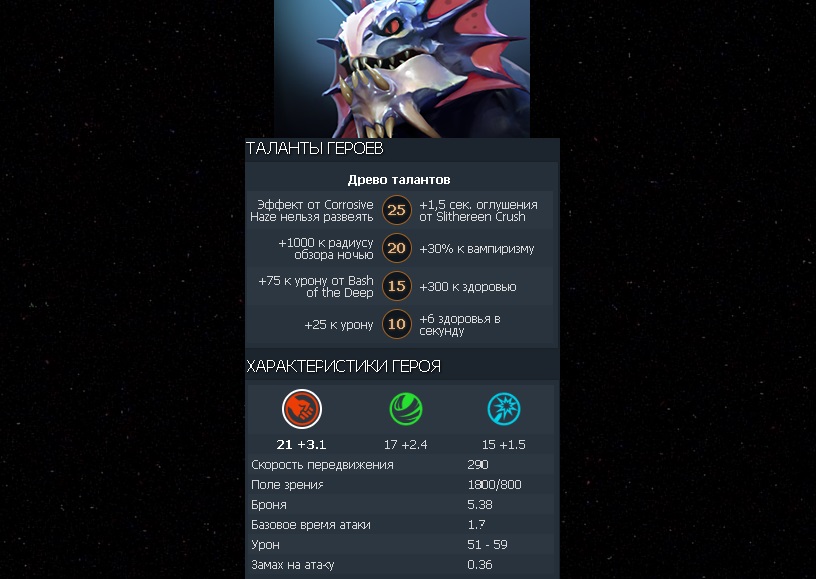 ТАЛАНТЫ ГЕРОЕВ
Древо талантов
Эффект от Corrosive
Haze нельзя развеять
25
+1,5 сек. оглушения
от Slithereen Crush
+1000 к радиусу
обзора ночью
20
+30% к вампиризму
+75 к урону от Bash
of the Deep
15
+300 к здоровью
+25 к урону
10
+6 здоровья в
секунду
ХАРАКТЕРИСТИКИ ГЕРОЯ
21 +3.1
17 +2.4
15 +1.5
Скорость передвижения 290
Поле зрения 1800/800
Броня 5.38
Базовое время атаки 1.7
Урон 51 - 59
Замах на атаку 0.36